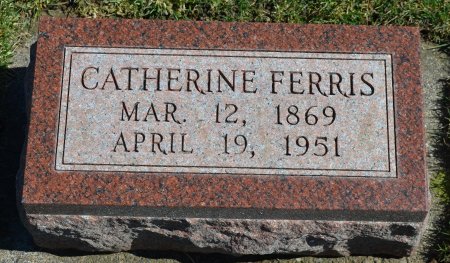 CATHERINE FERRIS
MAR. 12, 1869
APRIL 19, 1951